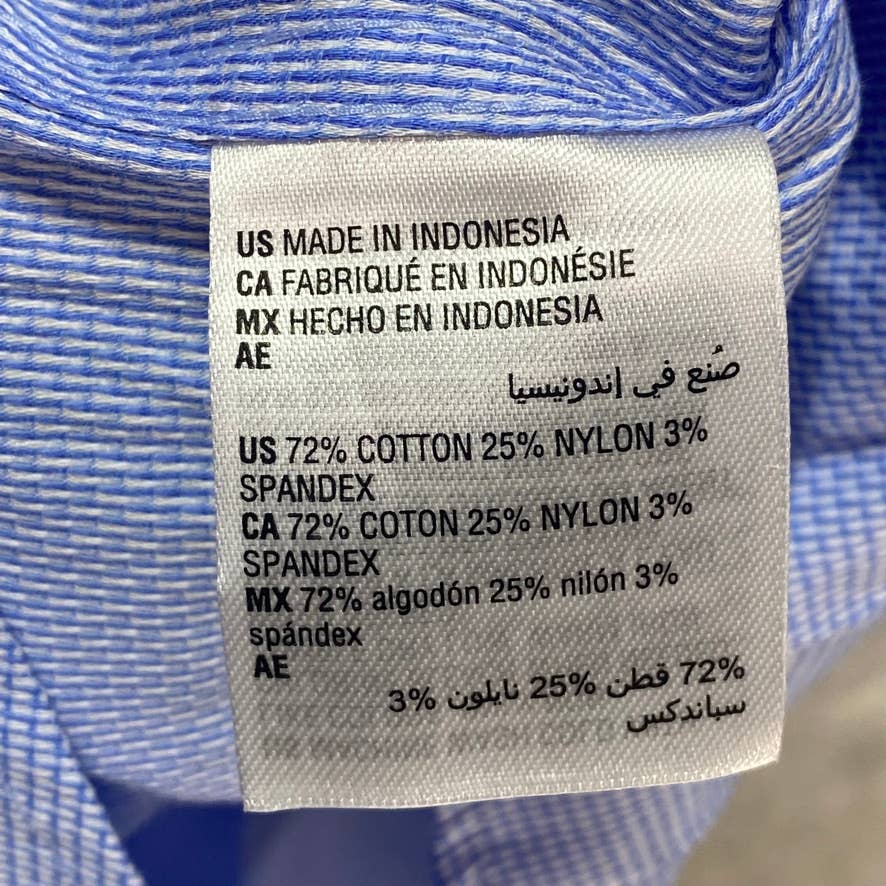 US MADE IN INDONESIA
CA FABRIQUÉ EN INDONÉSIE
MX HECHO EN INDONESIA
AE
صُنع في إندونيسيا
US 72% COTTON 25% NYLON 3%
SPANDEX
CA 72% COTON 25% NYLON 3%
SPANDEX
MX 72% algodón 25% nilón 3%
spándex
AE
72% قطن 25% نايلون 3%
سباندكس